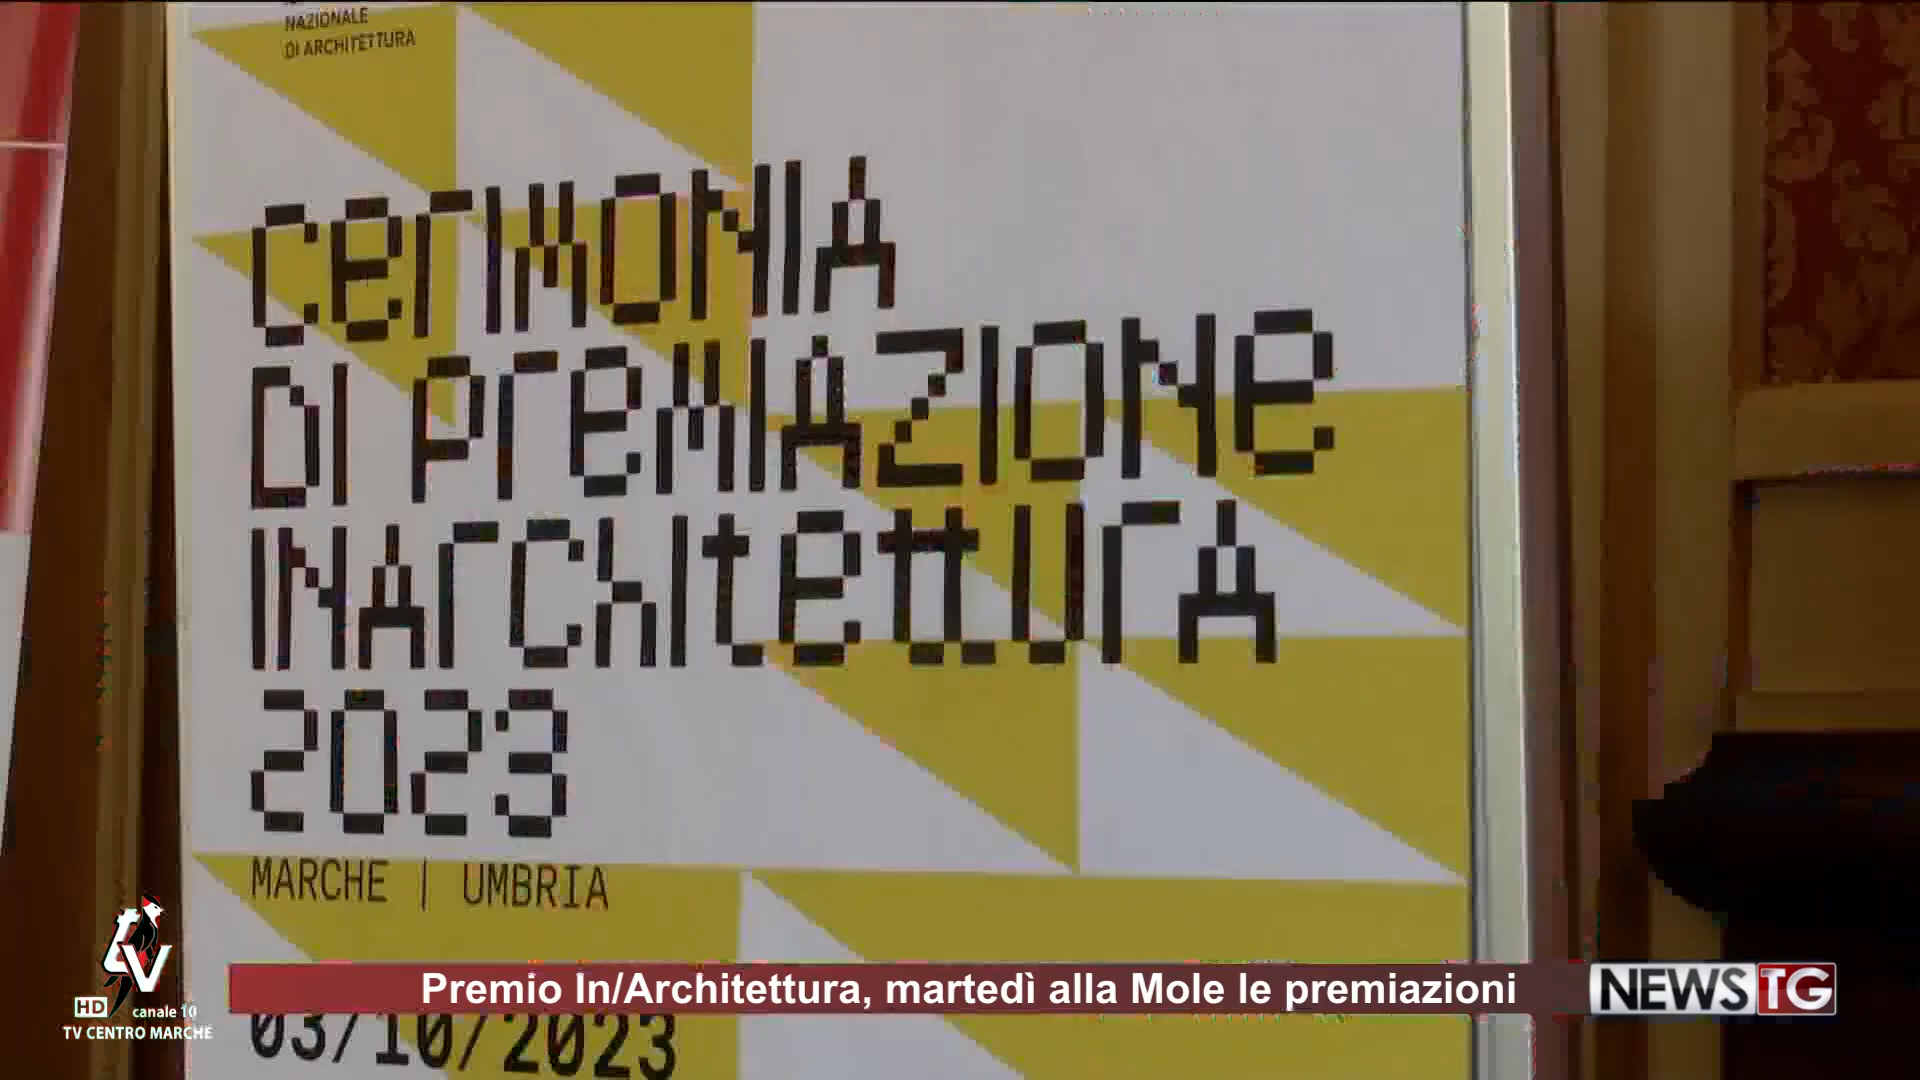 NAZIONALE
DI ARCHITETTURA
cerIMONIA
DI PreMIAZIONe
INArchItettUrA
2023
MARCHE | UMBRIA
Premio In/Architettura, martedì alla Mole le premiazioni
NEWS TG
HD canale 10
TV CENTRO MARCHE
03/10/2023